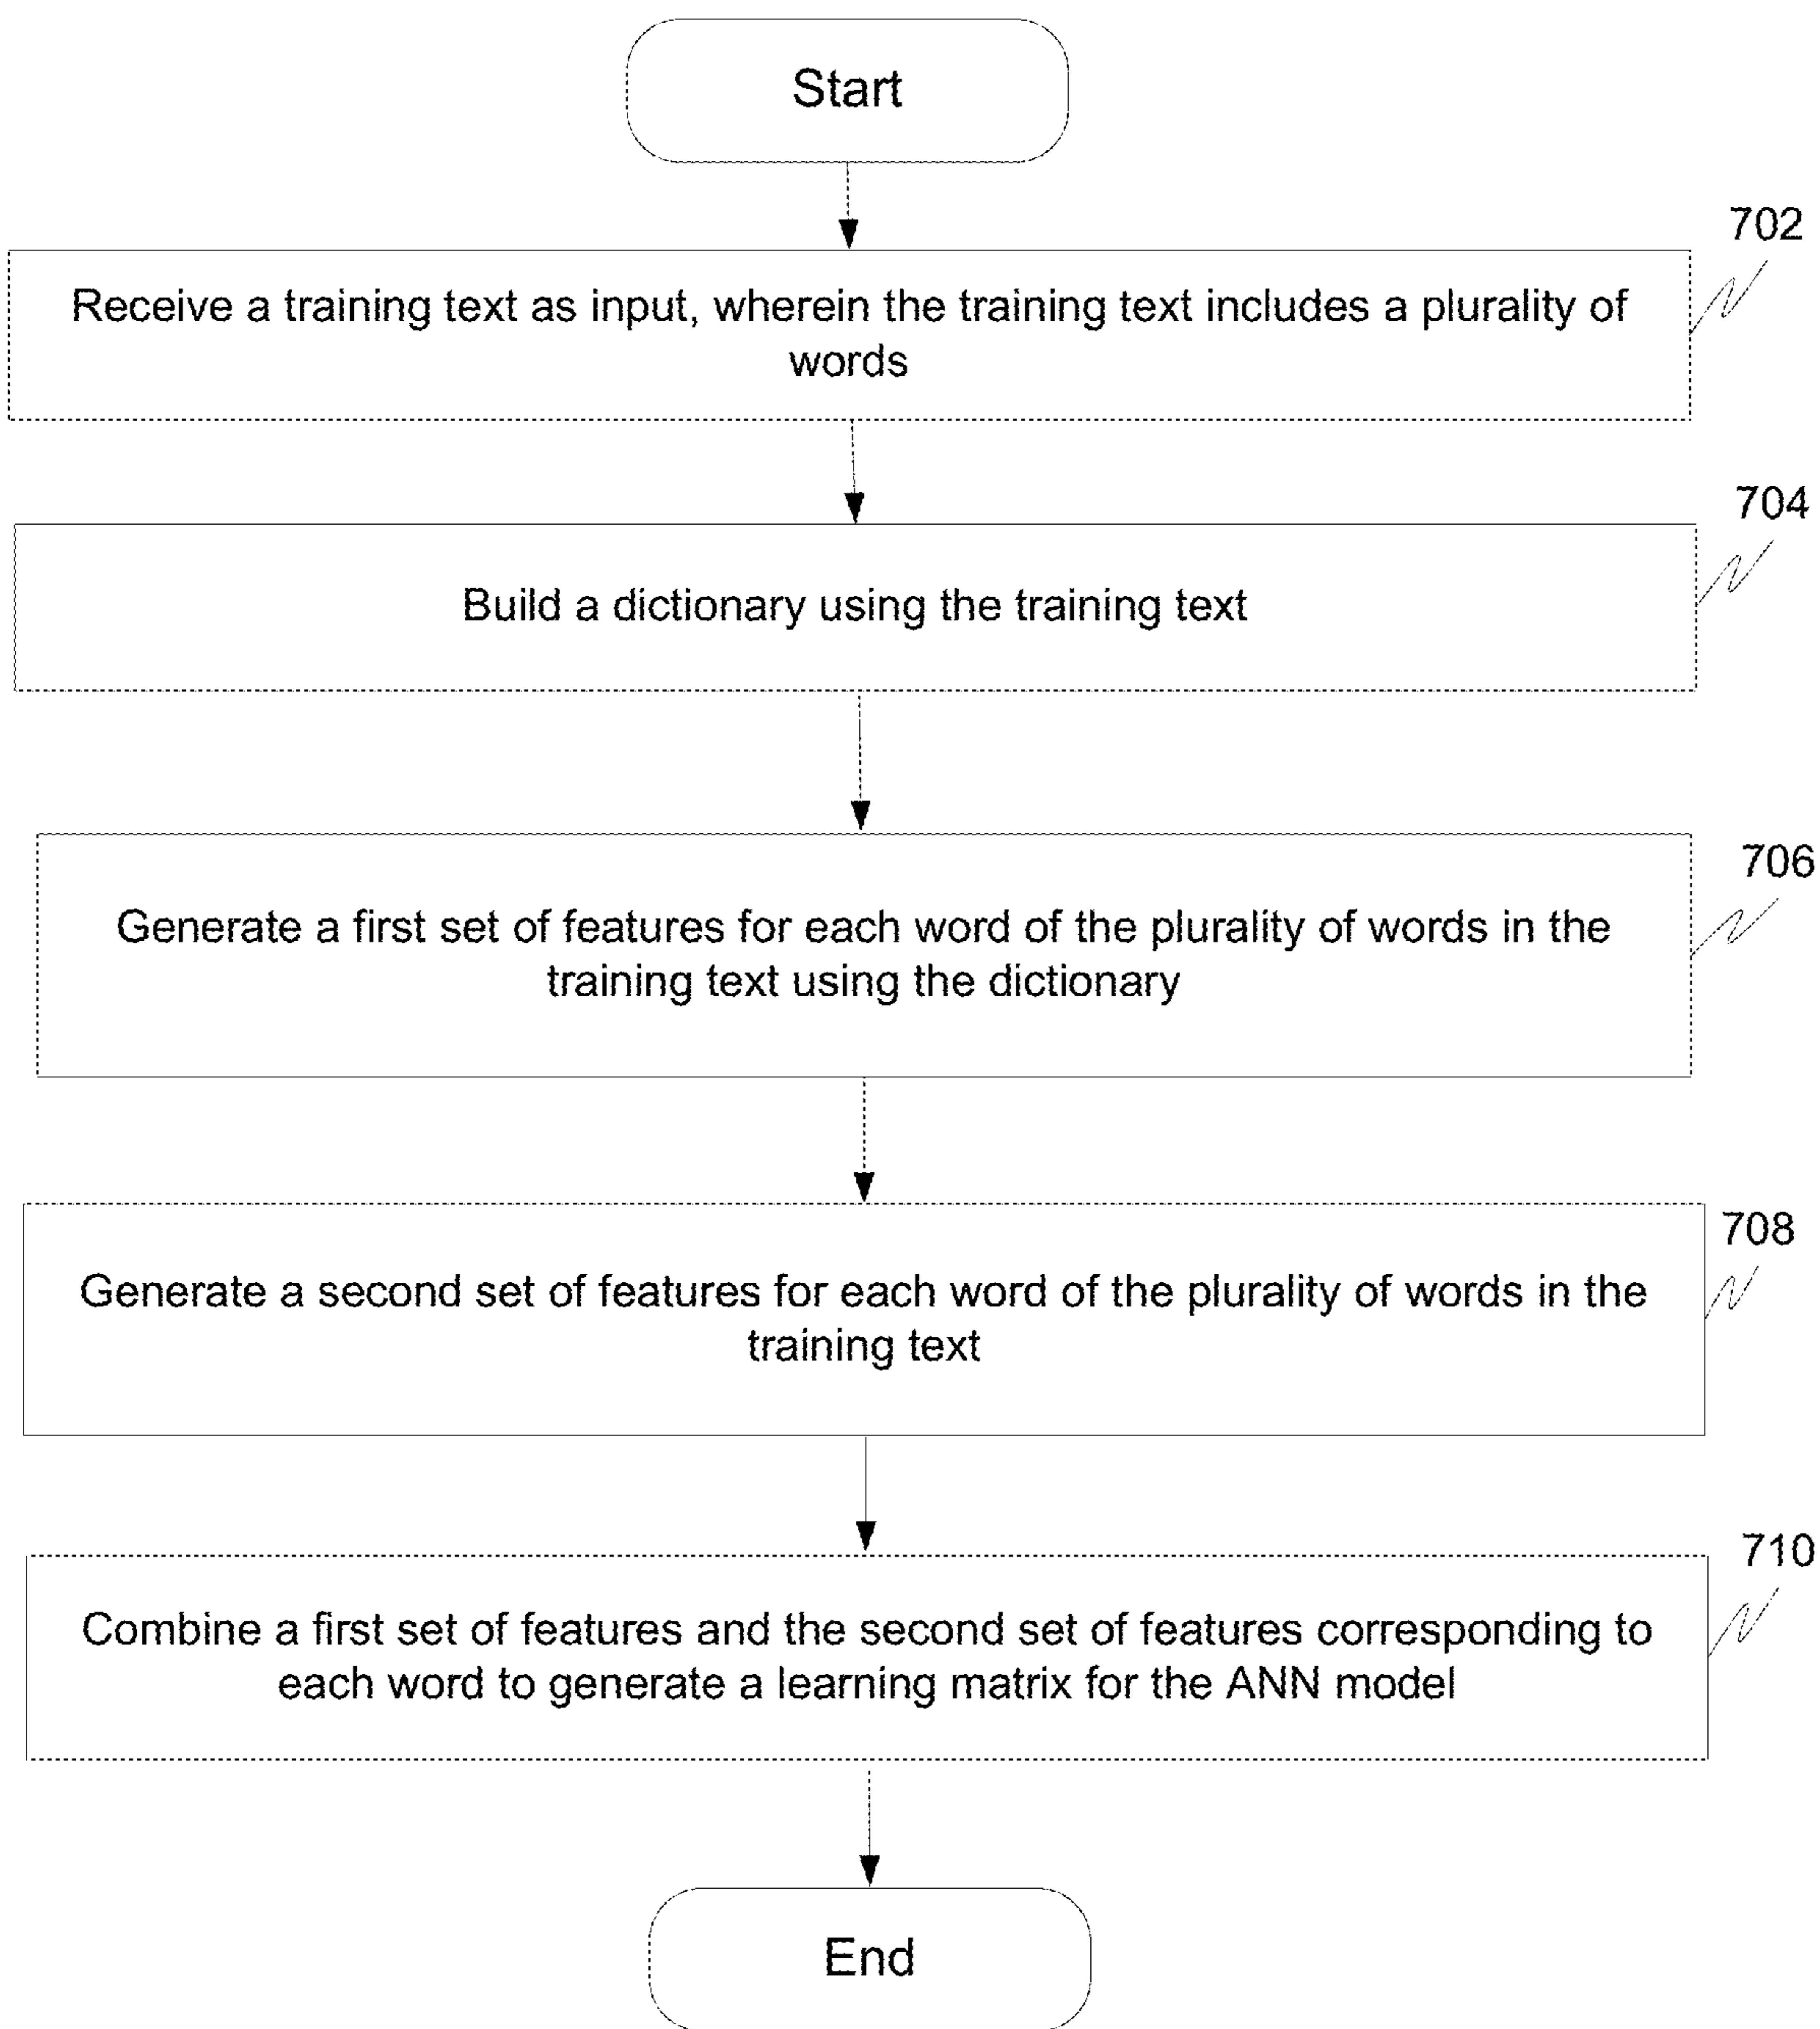 Start
702
Receive a training text as input, wherein the training text includes a plurality of
words
704
Build a dictionary using the training text
706
Generate a first set of features for each word of the plurality of words in the
training text using the dictionary
708
Generate a second set of features for each word of the plurality of words in the
training text
710
Combine a first set of features and the second set of features corresponding to
each word to generate a learning matrix for the ANN model
End